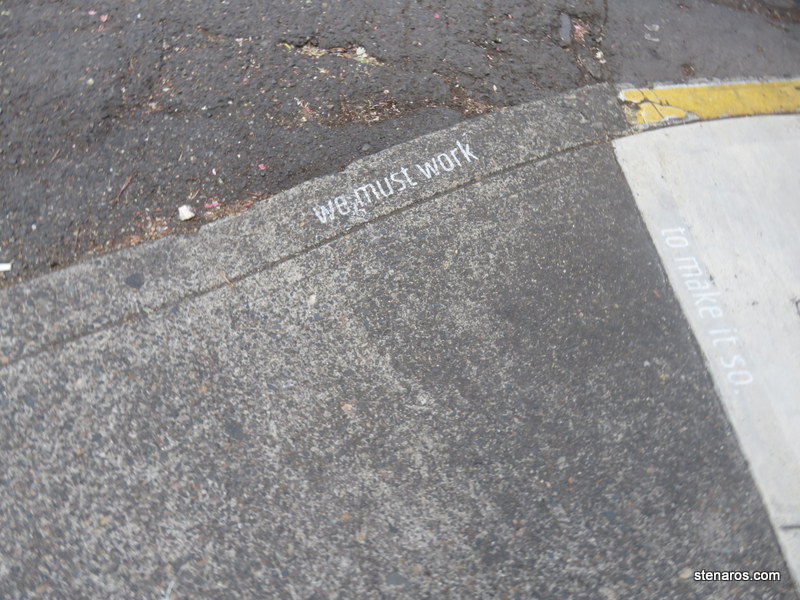 we must work
to make it so...
stenaros.com